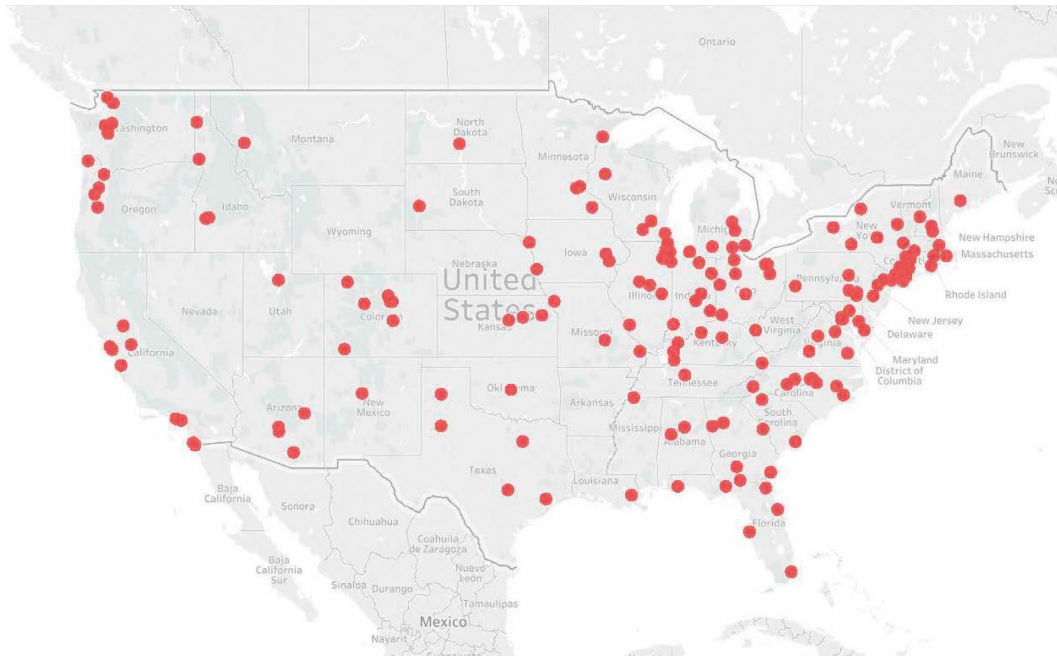 Ontario
Washington
Montana
North
Dakota
Minnesota
New
Brunswick
Maine
Oregon
Idaho
South
Dakota
Wisconsin
Michigan
Vermont
New
Wyoming
Iowa
New Hampshire
Massachusetts
Nebraska
Pennsylvania
Nevada
Utah
United
States
Illinois
Indiana
Ohio
Rhode Island
Colorado
Kansas
Missouri
West
Virginia
New Jersey
Delaware
California
Kentucky
Virginia
Maryland
District of
Columbia
Tennessee
Arizona
New
Mexico
Oklahoma
Arkansas
Carolina
South
Carolina
Mississippi
Alabama
Georgia
Texas
Louisiana
Baja
California
Sonora
Chihuahua
Coahuila
de Zaragoza
Florida
Baja
California
Sur
Sinaloa
Durango
Nuevo
León
Tamaulipas
Mexico
Nayarit